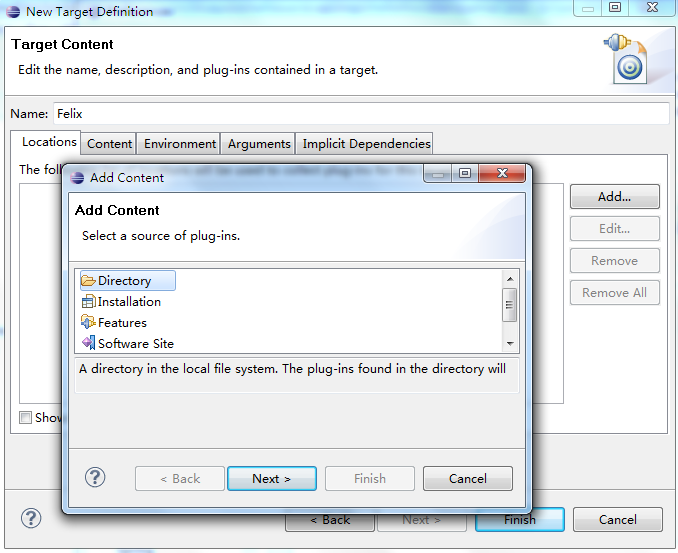 New Target Definition
Target Content
Edit the name, description, and plug-ins contained in a target.
Name: Felix
Locations Content Environment Arguments Implicit Dependencies
The follo
Add Content
Add Content
Select a source of plug-ins.
Directory
Installation
Features
Software Site
A directory in the local file system. The plug-ins found in the directory will
< Back Next > Finish Cancel
Add...
Edit...
Remove
Remove All
Show
< Back Next > Finish Cancel